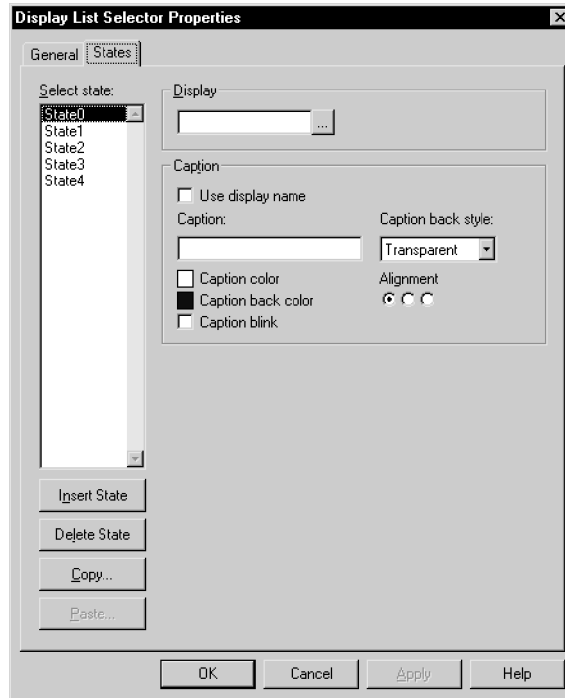 Display List Selector Properties
General States
Select state:
State0
State1
State2
State3
State4
Insert State
Delete State
Copy...
Paste...
Display
...
Caption
Use display name
Caption:
Caption back style:
Transparent
Caption color
Alignment
Caption back color
Caption blink
OK Cancel Apply Help